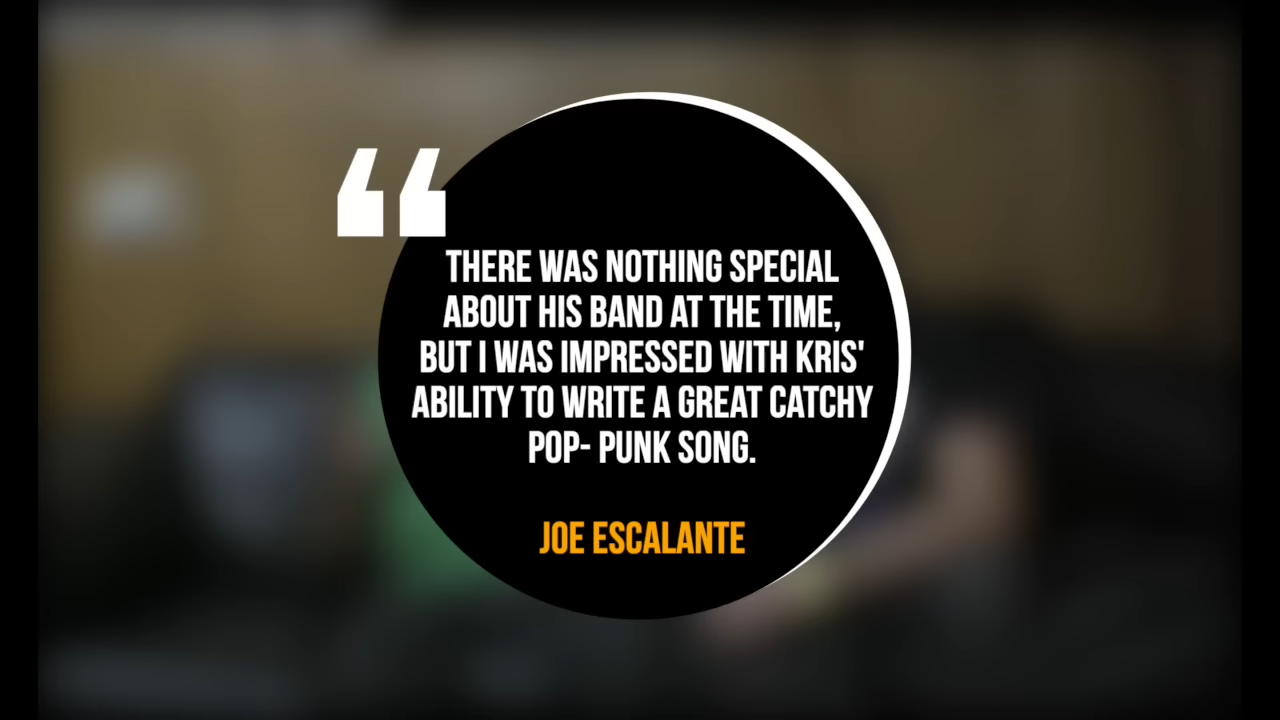 “
THERE WAS NOTHING SPECIAL
ABOUT HIS BAND AT THE TIME,
BUT I WAS IMPRESSED WITH KRIS'
ABILITY TO WRITE A GREAT CATCHY
POP- PUNK SONG.
JOE ESCALANTE